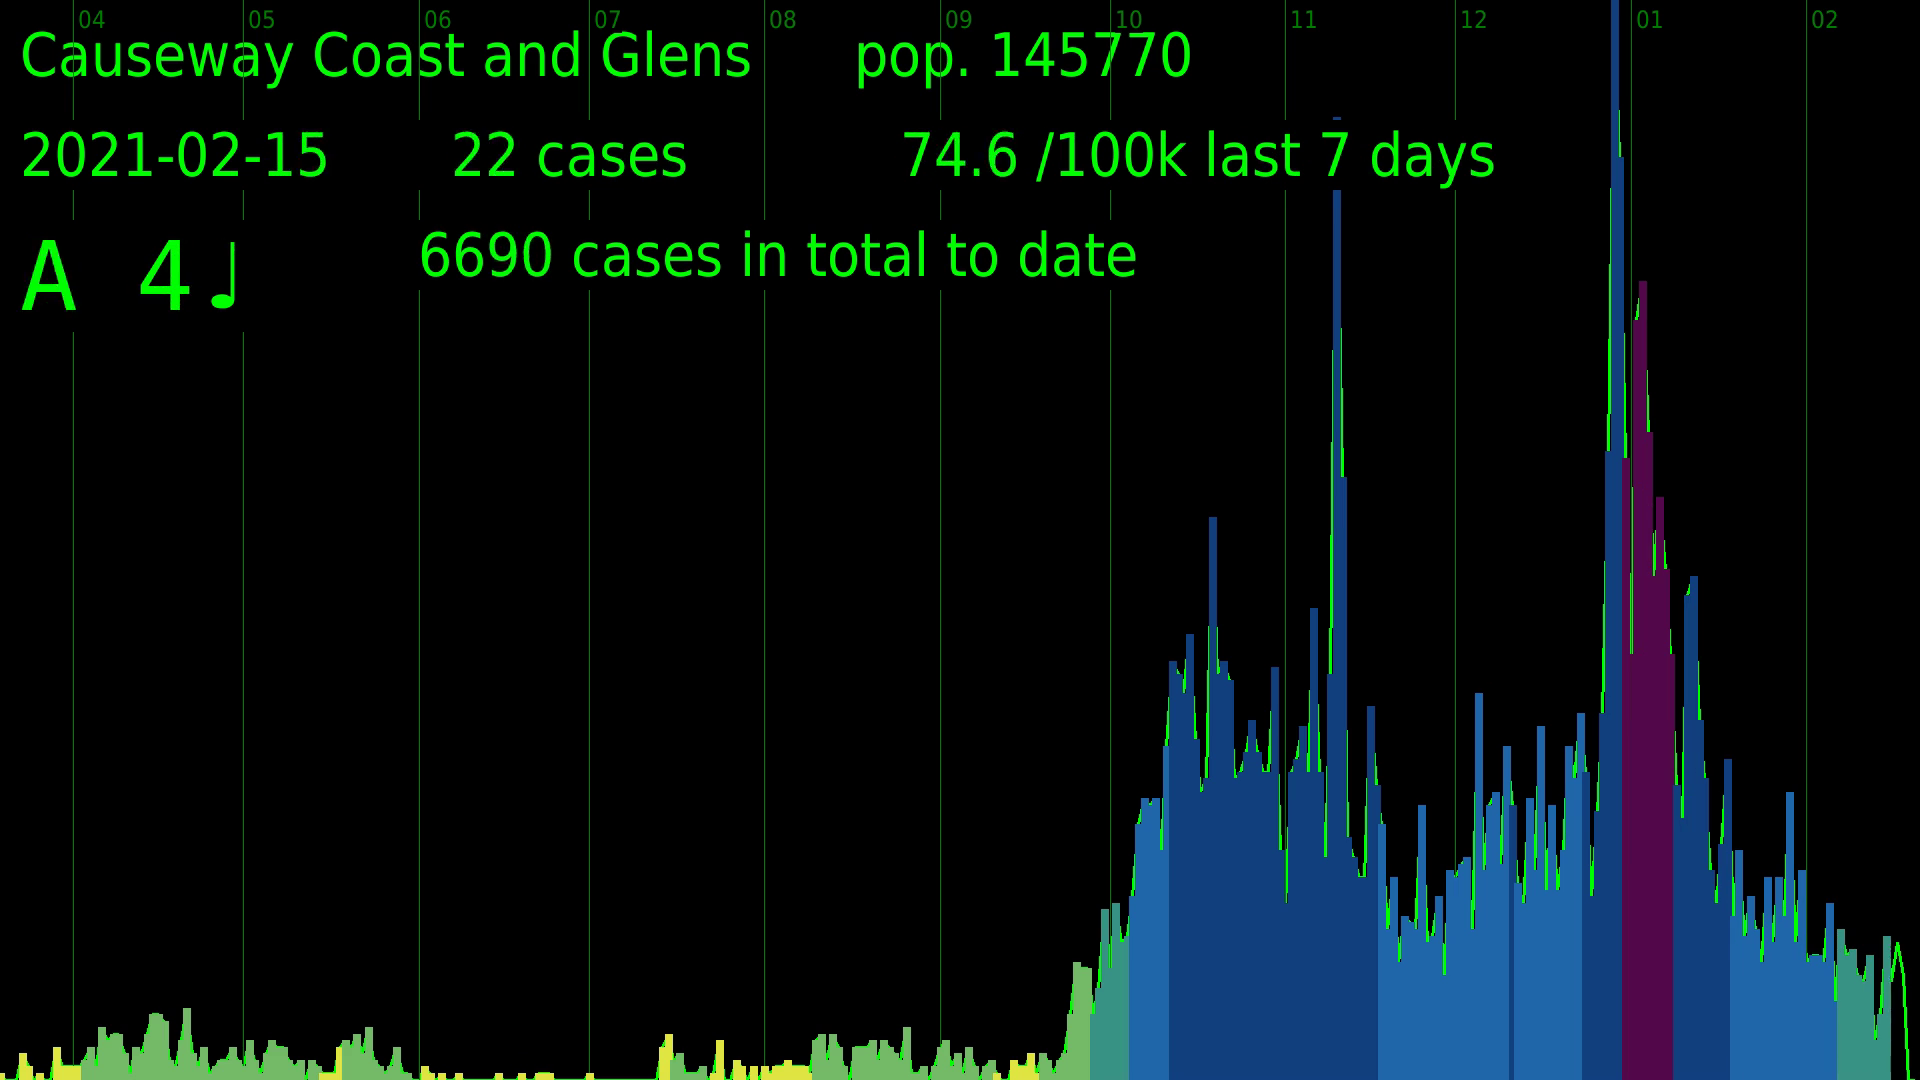 04 05 06 07 08 09 10 11 12 01 02
Causeway Coast and Glens pop. 145770
2021-02-15 22 cases 74.6 /100k last 7 days
A 4♩ 6690 cases in total to date